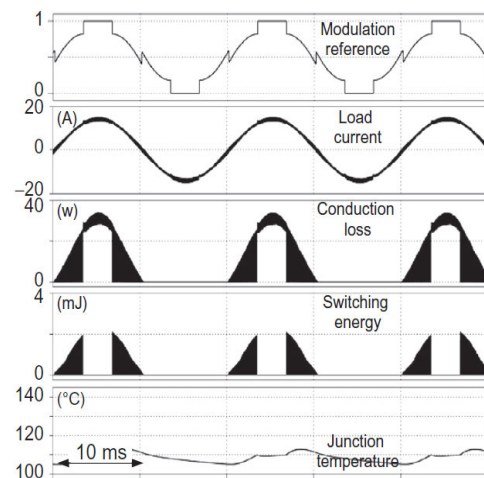 1
Modulation
reference
0
20
(A)
Load
current
0
−20
40
(w)
Conduction
loss
0
4
(mJ)
Switching
energy
0
140
(°C)
120
Junction
10 ms
temperature
100